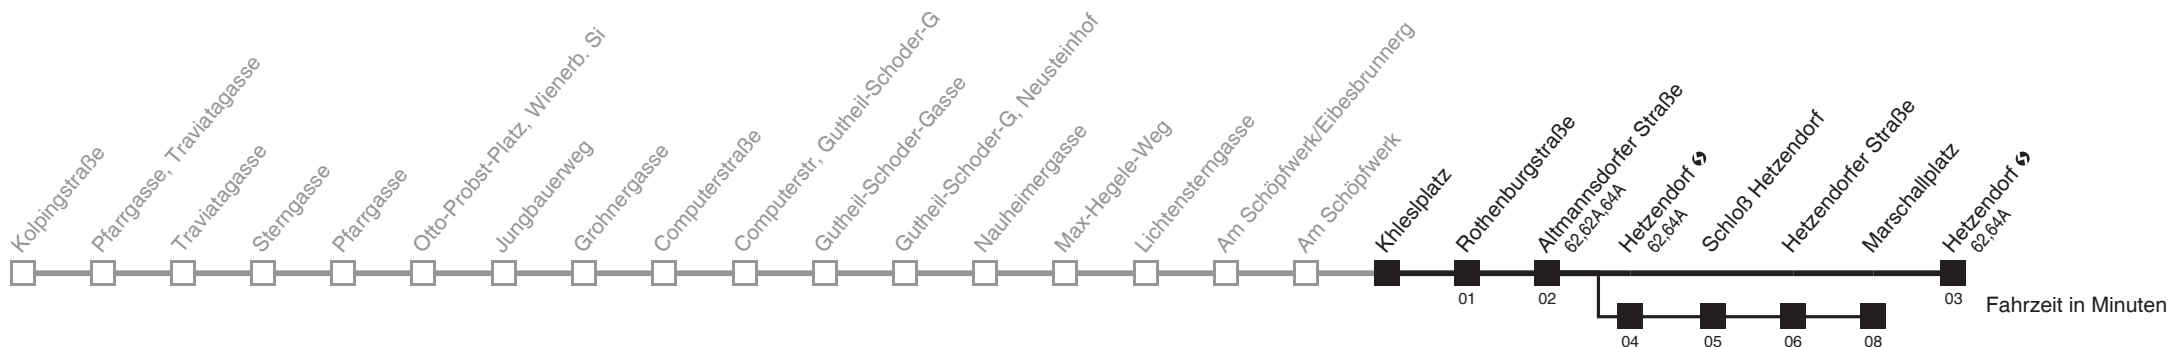 Kolpingstraße
Pfarrgasse, Traviatagasse
Traviatagasse
Sterngasse
Pfarrgasse
Otto-Probst-Platz, Wienerb. Si
Jungbauerweg
Grohnergasse
Computerstraße
Computerstr, Gutheil-Schoder-G
Gutheil-Schoder-Gasse
Gutheil-Schoder-G, Neusteinhof
Nauheimergasse
Max-Hegele-Weg
Lichtensterngasse
Am Schöpfwerk/Eibesbrunnerg
Am Schöpfwerk
Khleslplatz
Rothenburgstraße
Altmannsdorfer Straße
62,62A,64A
Hetzendorf
62,64A
Schloß Hetzendorf
Hetzendorfer Straße
Marschallplatz
Hetzendorf
62,64A
01
02
03
Fahrzeit in Minuten
04
05
06
08